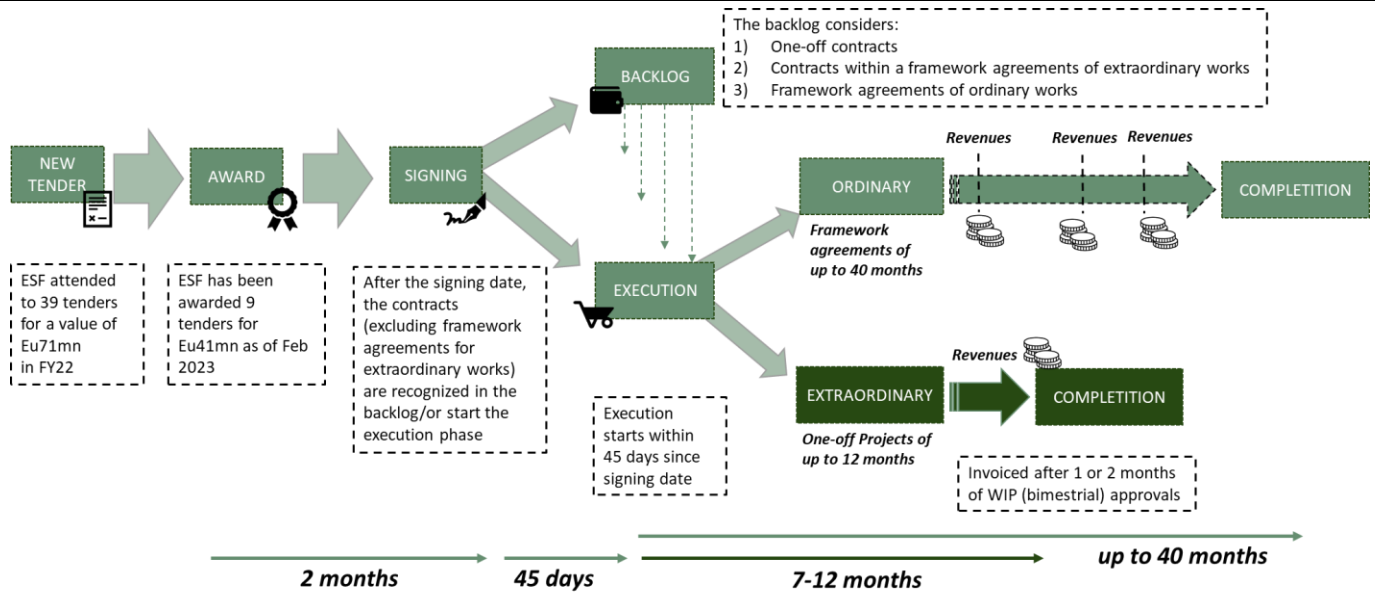 The backlog considers:
1) One-off contracts
2) Contracts within a framework agreements of extraordinary works
3) Framework agreements of ordinary works
BACKLOG
NEW
TENDER
AWARD
SIGNING
Revenues
Revenues
Revenues
ORDINARY
COMPLETITION
Framework
agreements of
up to 40 months
ESF attended
to 39 tenders
for a value of
Eu71mn
in FY22
ESF has been
awarded 9
tenders for
Eu41mn as of Feb
2023
After the signing date,
the contracts
(excluding framework
agreements for
extraordinary works)
are recognized in the
backlog/or start the
execution phase
EXECUTION
Execution
starts within
45 days since
signing date
Revenues
EXTRAORDINARY
COMPLETITION
One-off Projects of
up to 12 months
Invoiced after 1 or 2 months
of WIP (bimestrial) approvals
2 months
45 days
7-12 months
up to 40 months